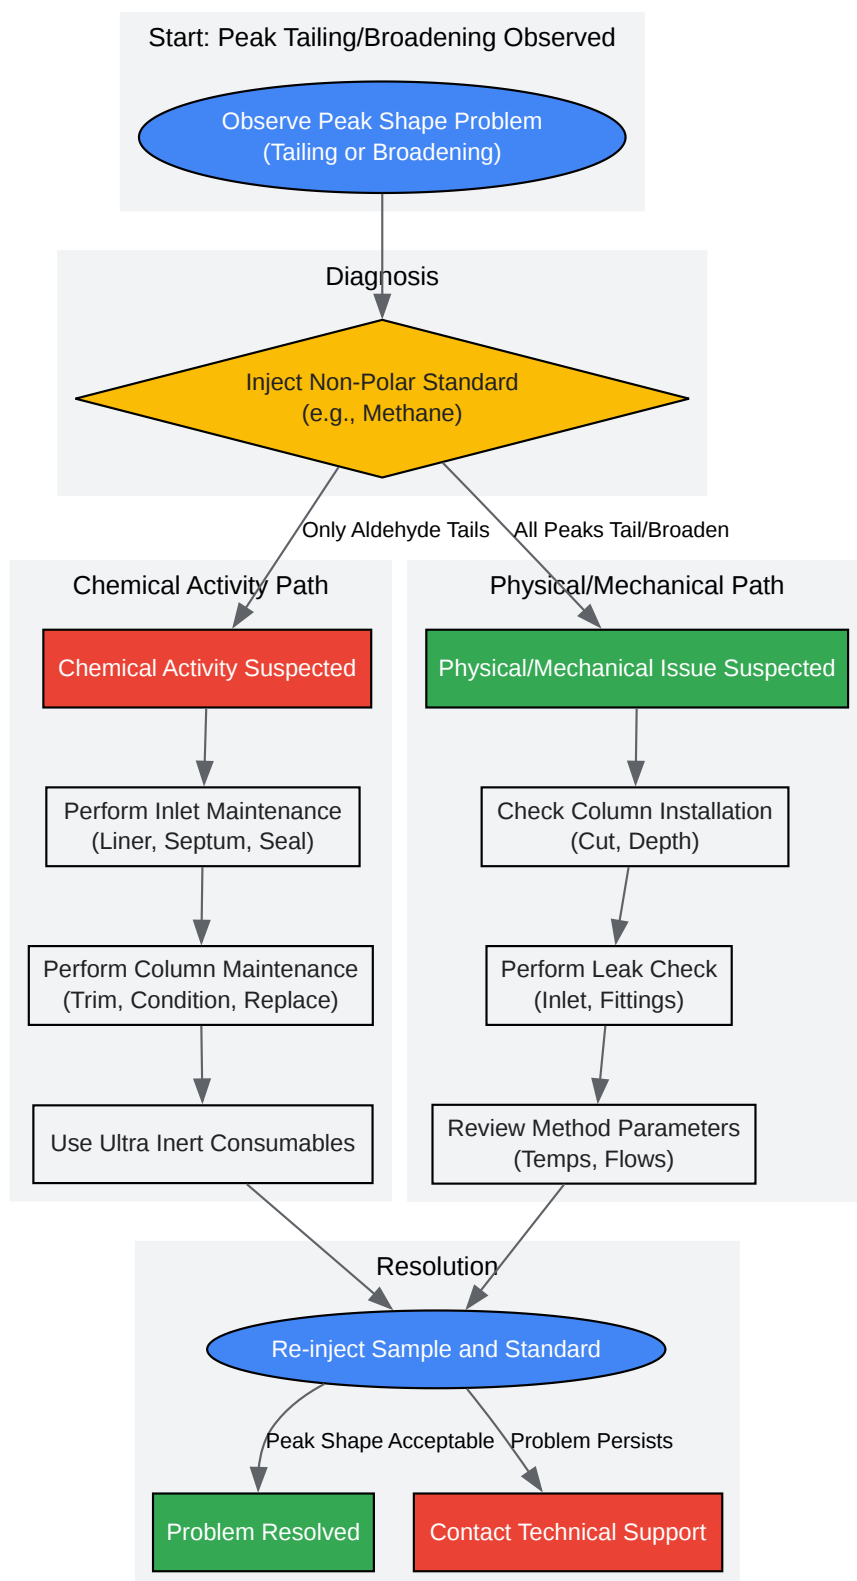 Start: Peak Tailing/Broadening Observed
Observe Peak Shape Problem
(Tailing or Broadening)
Diagnosis
Inject Non-Polar Standard
(e.g., Methane)
Only Aldehyde Tails
All Peaks Tail/Broaden
Chemical Activity Path
Chemical Activity Suspected
Perform Inlet Maintenance
(Liner, Septum, Seal)
Perform Column Maintenance
(Trim, Condition, Replace)
Use Ultra Inert Consumables
Physical/Mechanical Path
Physical/Mechanical Issue Suspected
Check Column Installation
(Cut, Depth)
Perform Leak Check
(Inlet, Fittings)
Review Method Parameters
(Temps, Flows)
Resolution
Re-inject Sample and Standard
Peak Shape Acceptable
Problem Persists
Problem Resolved
Contact Technical Support